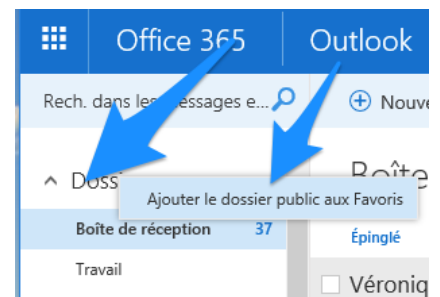 Office 365
Outlook
Rech. dans les messages e...
Nouve
Doss
Boîte
Ajouter le dossier public aux Favoris
Boîte de réception 37
Épinglé
Travail
Véroniq